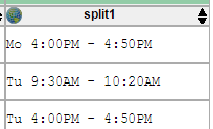 split1
Mo 4:00PM - 4:50PM
Tu 9:30AM - 10:20AM
Tu 4:00PM - 4:50PM